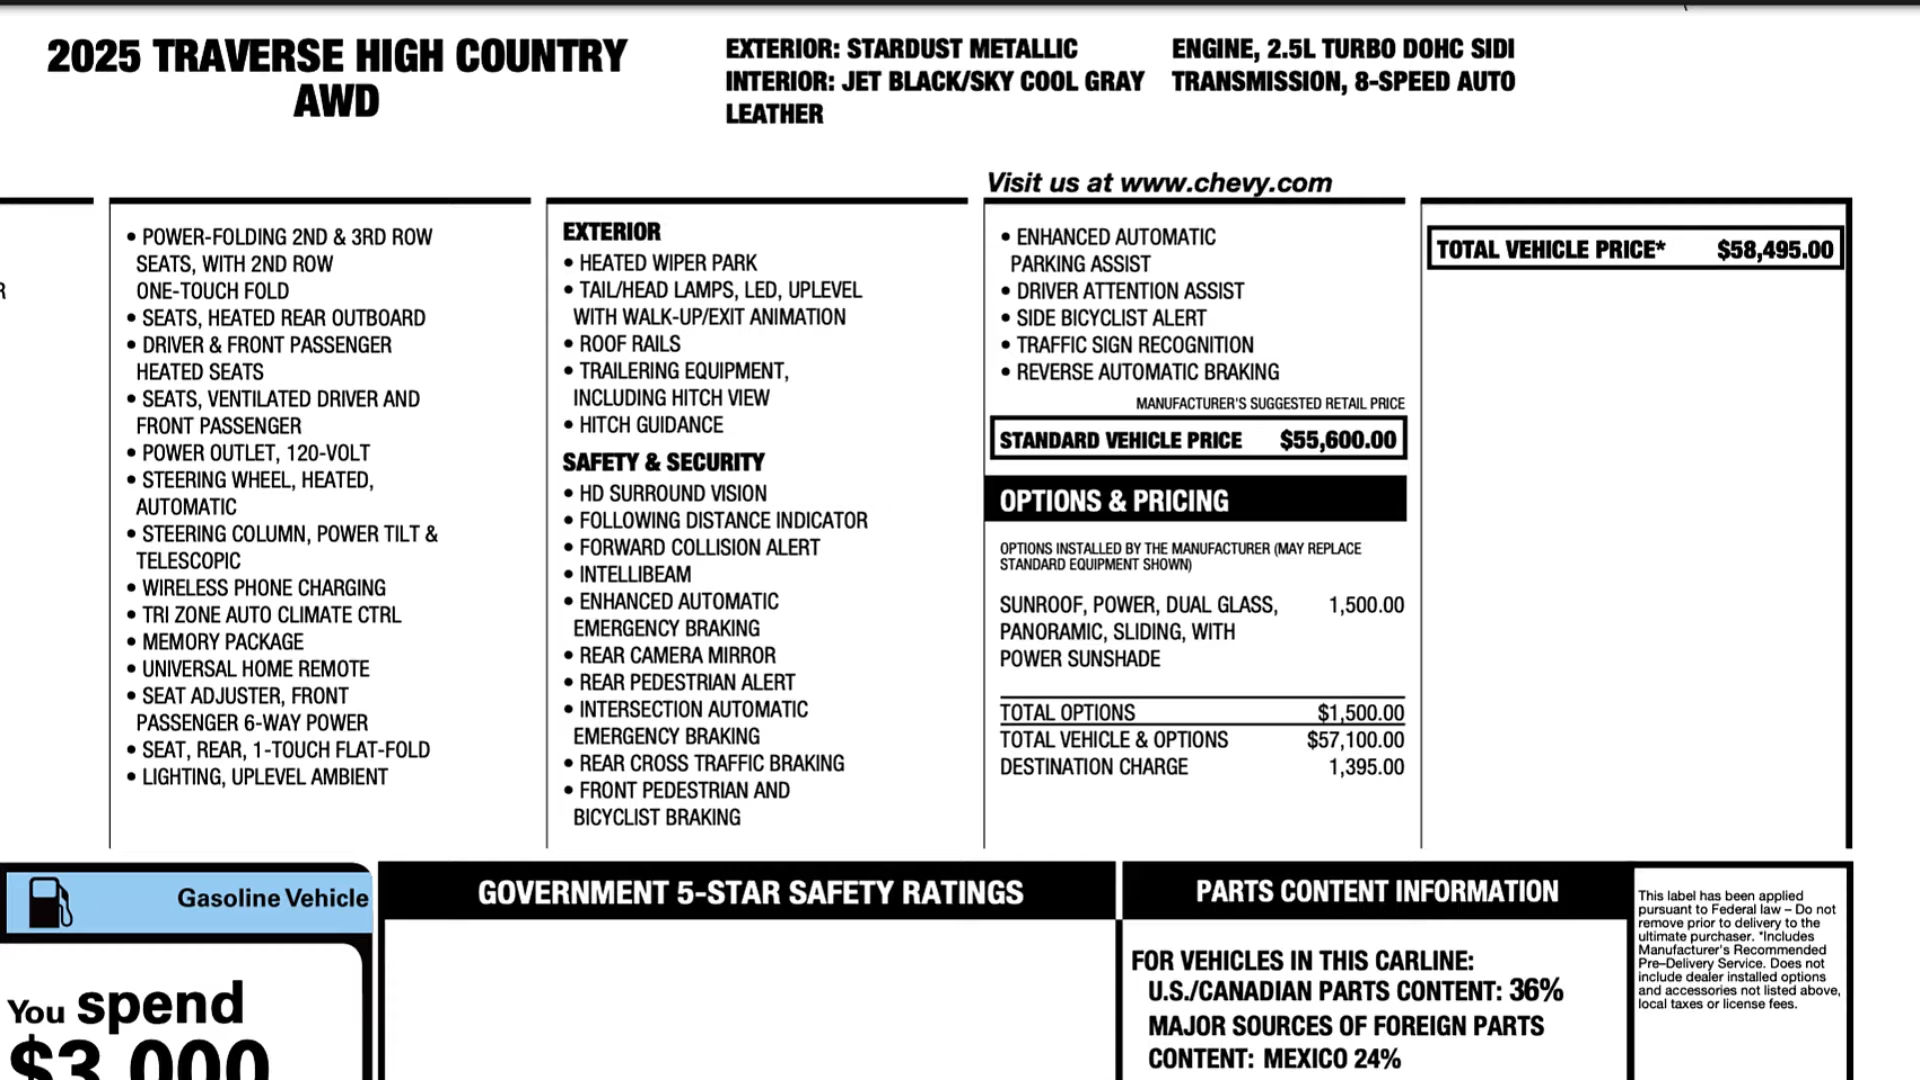 2025 TRAVERSE HIGH COUNTRY
AWD
EXTERIOR: STARDUST METALLIC
INTERIOR: JET BLACK/SKY COOL GRAY
LEATHER
ENGINE, 2.5L TURBO DOHC SIDI
TRANSMISSION, 8-SPEED AUTO
Visit us at www.chevy.com
R
• POWER-FOLDING 2ND & 3RD ROW
SEATS, WITH 2ND ROW
ONE-TOUCH FOLD
• SEATS, HEATED REAR OUTBOARD
• DRIVER & FRONT PASSENGER
HEATED SEATS
• SEATS, VENTILATED DRIVER AND
FRONT PASSENGER
• POWER OUTLET, 120-VOLT
• STEERING WHEEL, HEATED,
AUTOMATIC
• STEERING COLUMN, POWER TILT &
TELESCOPIC
• WIRELESS PHONE CHARGING
• TRI ZONE AUTO CLIMATE CTRL
• MEMORY PACKAGE
• UNIVERSAL HOME REMOTE
• SEAT ADJUSTER, FRONT
PASSENGER 6-WAY POWER
• SEAT, REAR, 1-TOUCH FLAT-FOLD
• LIGHTING, UPLEVEL AMBIENT
EXTERIOR
• HEATED WIPER PARK
• TAIL/HEAD LAMPS, LED, UPLEVEL
WITH WALK-UP/EXIT ANIMATION
• ROOF RAILS
• TRAILERING EQUIPMENT,
INCLUDING HITCH VIEW
• HITCH GUIDANCE
SAFETY & SECURITY
• HD SURROUND VISION
• FOLLOWING DISTANCE INDICATOR
• FORWARD COLLISION ALERT
• INTELLIBEAM
• ENHANCED AUTOMATIC
EMERGENCY BRAKING
• REAR CAMERA MIRROR
• REAR PEDESTRIAN ALERT
• INTERSECTION AUTOMATIC
EMERGENCY BRAKING
• REAR CROSS TRAFFIC BRAKING
• FRONT PEDESTRIAN AND
BICYCLIST BRAKING
• ENHANCED AUTOMATIC
PARKING ASSIST
• DRIVER ATTENTION ASSIST
• SIDE BICYCLIST ALERT
• TRAFFIC SIGN RECOGNITION
• REVERSE AUTOMATIC BRAKING
MANUFACTURER'S SUGGESTED RETAIL PRICE
STANDARD VEHICLE PRICE $55,600.00
OPTIONS & PRICING
OPTIONS INSTALLED BY THE MANUFACTURER (MAY REPLACE
STANDARD EQUIPMENT SHOWN)
SUNROOF, POWER, DUAL GLASS, 1,500.00
PANORAMIC, SLIDING, WITH
POWER SUNSHADE
TOTAL OPTIONS $1,500.00
TOTAL VEHICLE & OPTIONS $57,100.00
DESTINATION CHARGE 1,395.00
TOTAL VEHICLE PRICE* $58,495.00
Gasoline Vehicle
You spend
$3,000
GOVERNMENT 5-STAR SAFETY RATINGS
PARTS CONTENT INFORMATION
FOR VEHICLES IN THIS CARLINE:
U.S./CANADIAN PARTS CONTENT: 36%
MAJOR SOURCES OF FOREIGN PARTS
CONTENT: MEXICO 24%
This label has been applied
pursuant to Federal law – Do not
remove prior to delivery to the
ultimate purchaser. *Includes
Manufacturer's Recommended
Pre–Delivery Service. Does not
include dealer installed options
and accessories not listed above,
local taxes or license fees.